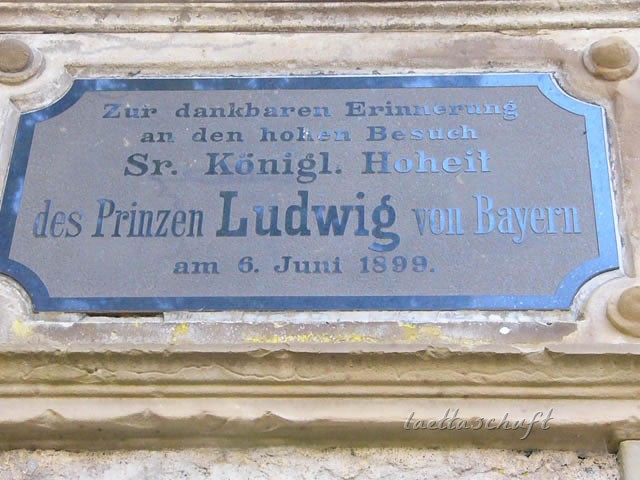 Zur dankbaren Erinnerung
an den hohen Besuch
Sr. Königl. Hoheit
des Prinzen Ludwig von Bayern
am 6. Juni 1899.
taettaschuft